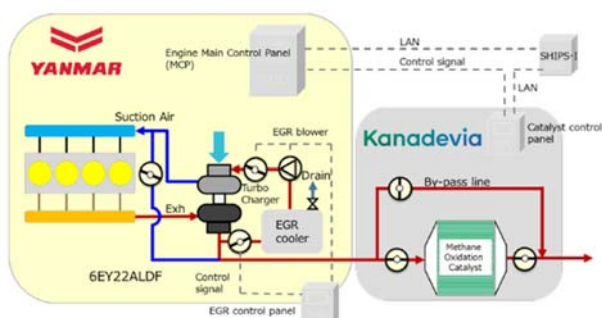 YANMAR
Engine Main Control Panel
(MCP)
LAN
Control signal
SHIPS-I
LAN
Suction Air
EGR blower
Kanadevia
Catalyst control
panel
Drain
Turbo
Charger
By-pass line
Exh
EGR
cooler
Methane
Oxidation
Catalyst
6EY22ALDF
Control
signal
EGR control panel